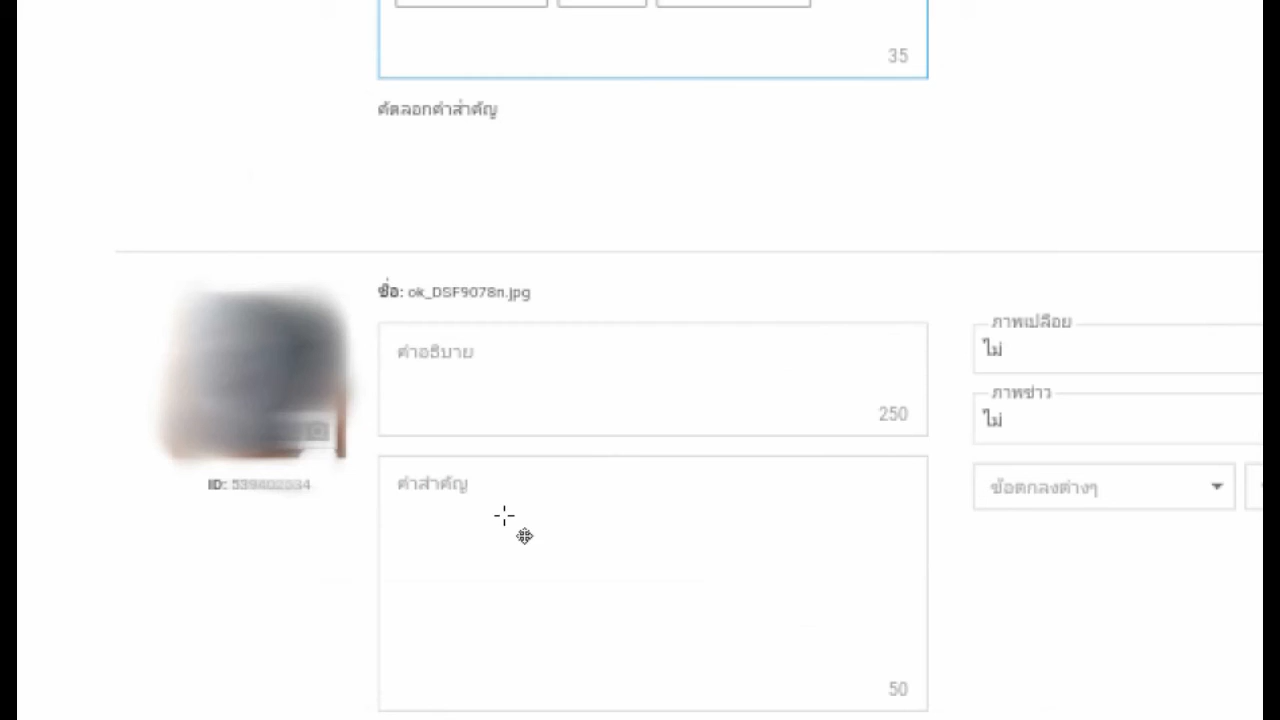 35
คัดลอกคำสำคัญ
ชื่อ: ok_DSF9078n.jpg
คำอธิบาย
250
ภาพเปลือย
ไม่
ภาพข่าว
ไม่
คำสำคัญ
ID:
ข้อตกลงต่างๆ
50